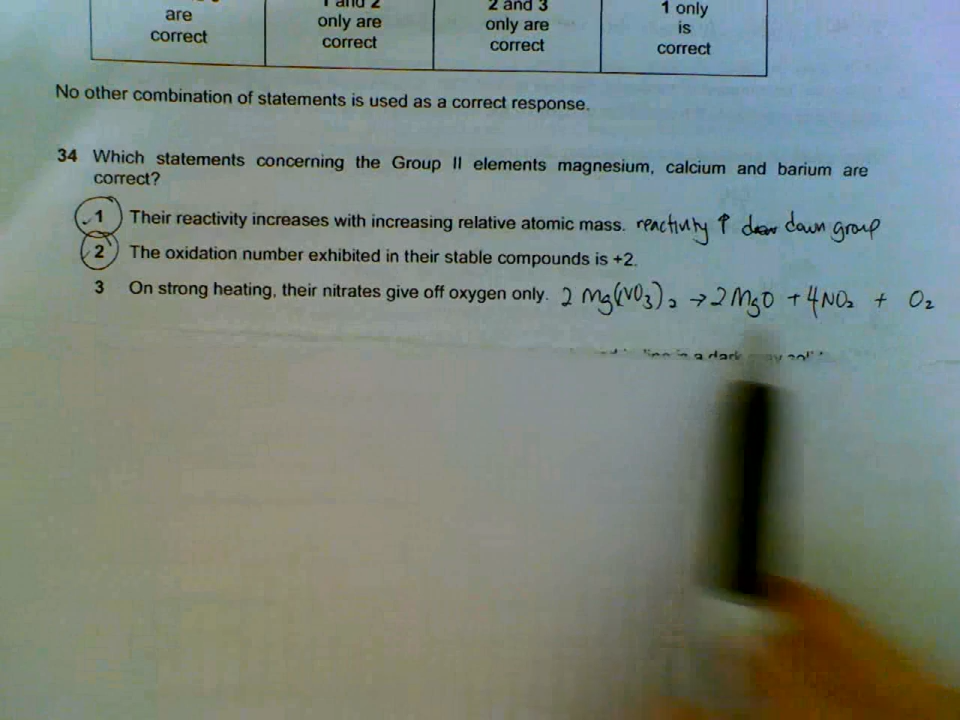 are 1 and 2 2 and 3 1 only
only are only are is
correct correct correct correct
No other combination of statements is used as a correct response.
34 Which statements concerning the Group II elements magnesium, calcium and barium are
correct?
1 Their reactivity increases with increasing relative atomic mass. reactivity ↑ down group
2 The oxidation number exhibited in their stable compounds is +2.
3 On strong heating, their nitrates give off oxygen only. 2 Mg(NO₃)₂ → 2MgO + 4NO₂ + O₂
in a dark